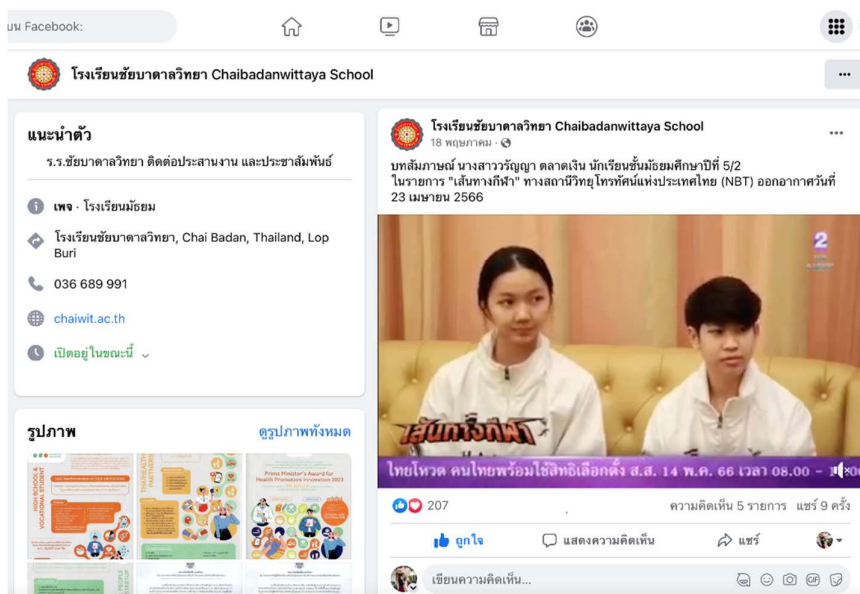 บน Facebook:
โรงเรียนชัยบาดาลวิทยา Chaibadanwittaya School
แนะนำตัว
ร.ร.ชัยบาดาลวิทยา ติดต่อประสานงาน และประชาสัมพันธ์
เพจ · โรงเรียนมัธยม
โรงเรียนชัยบาดาลวิทยา, Chai Badan, Thailand, Lop
Buri
036 689 991
chaiwit.ac.th
เปิดอยู่ในขณะนี้
รูปภาพ
ดูรูปภาพทั้งหมด
HIGH SCHOOL &
VOCATIONAL STUDENT
THAIHEALTH
PARTNERS
Prime Minister's Award for
Health Promotion Innovation 2023
โรงเรียนชัยบาดาลวิทยา Chaibadanwittaya School
18 พฤษภาคม ·
บทสัมภาษณ์ นางสาววรัญญา ตลาดเงิน นักเรียนชั้นมัธยมศึกษาปีที่ 5/2
ในรายการ "เส้นทางกีฬา" ทางสถานีวิทยุโทรทัศน์แห่งประเทศไทย (NBT) ออกอากาศวันที่
23 เมษายน 2566
2
เส้นทางกีฬา
ไทยโหวต คนไทยพร้อมใช้สิทธิเลือกตั้ง ส.ส. 14 พ.ค. 66 เวลา 08.00 –
207
ความคิดเห็น 5 รายการ แชร์ 9 ครั้ง
ถูกใจ
แสดงความคิดเห็น
แชร์
เขียนความคิดเห็น...
GIF